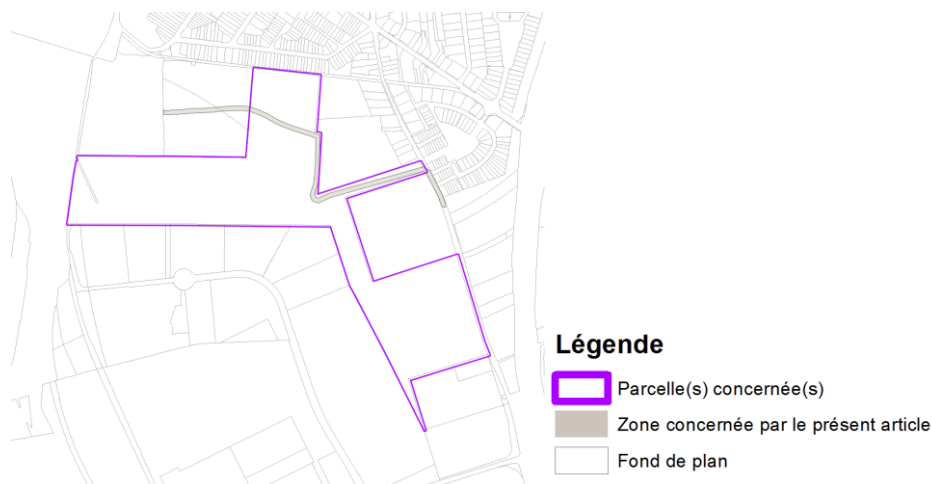 Légende
Parcelle(s) concernée(s)
Zone concernée par le présent article
Fond de plan